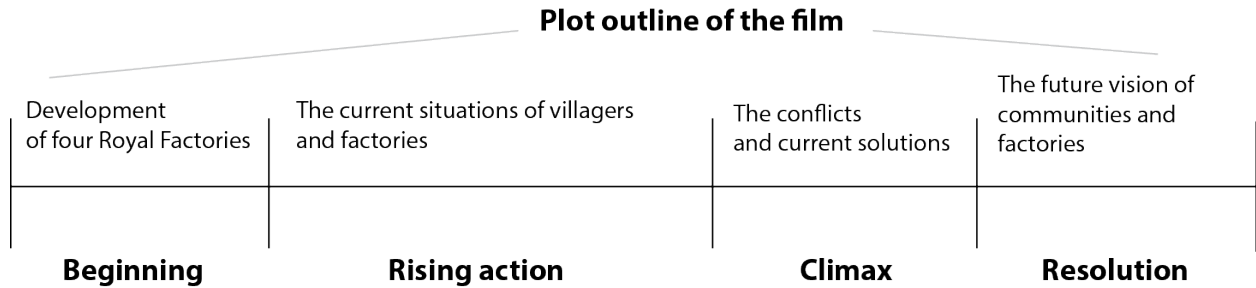 Plot outline of the film
Development
of four Royal Factories
The current situations of villagers
and factories
The conflicts
and current solutions
The future vision of
communities and
factories
Beginning
Rising action
Climax
Resolution